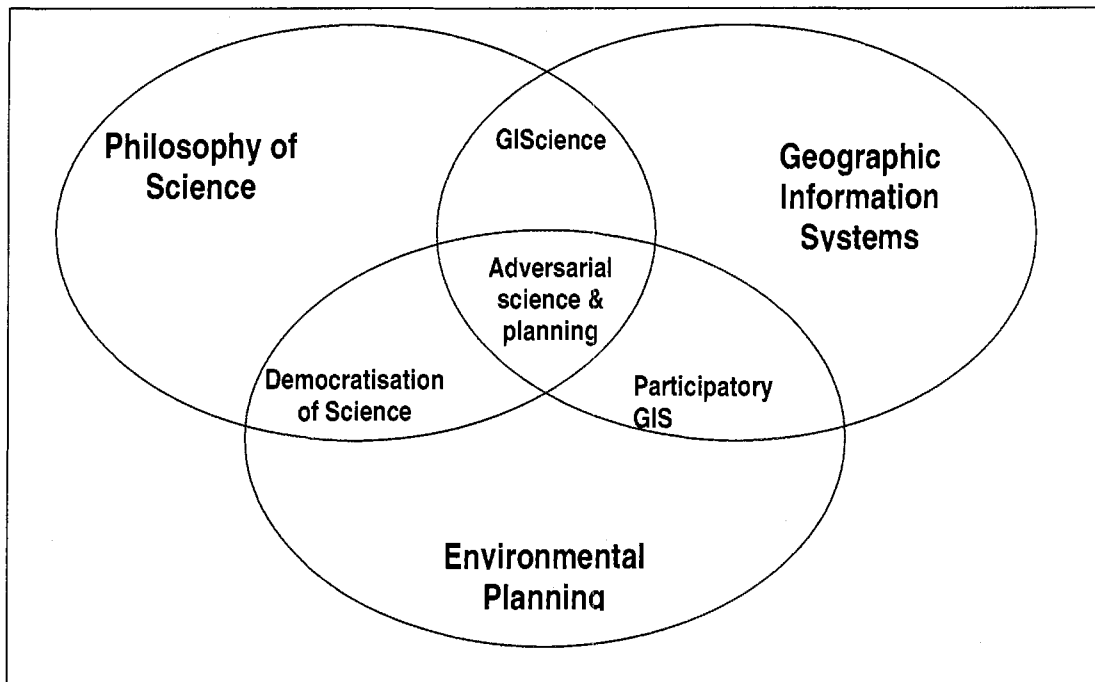 Philosophy of
Science
GIScience
Geographic
Information
Systems
Adversarial
science &
planning
Democratisation
of Science
Participatory
GIS
Environmental
Planning